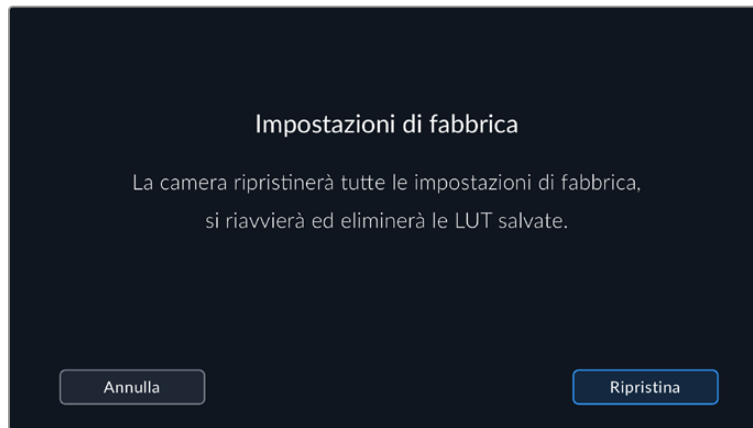 Impostazioni di fabbrica
La camera ripristinerà tutte le impostazioni di fabbrica,
si riavvierà ed eliminerà le LUT salvate.
Annulla
Ripristina